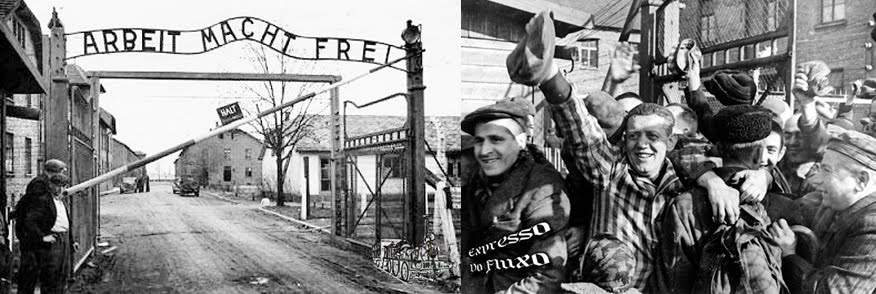 ARBEIT MACHT FREI
HALT
EXPRESSO
DO FLUXO